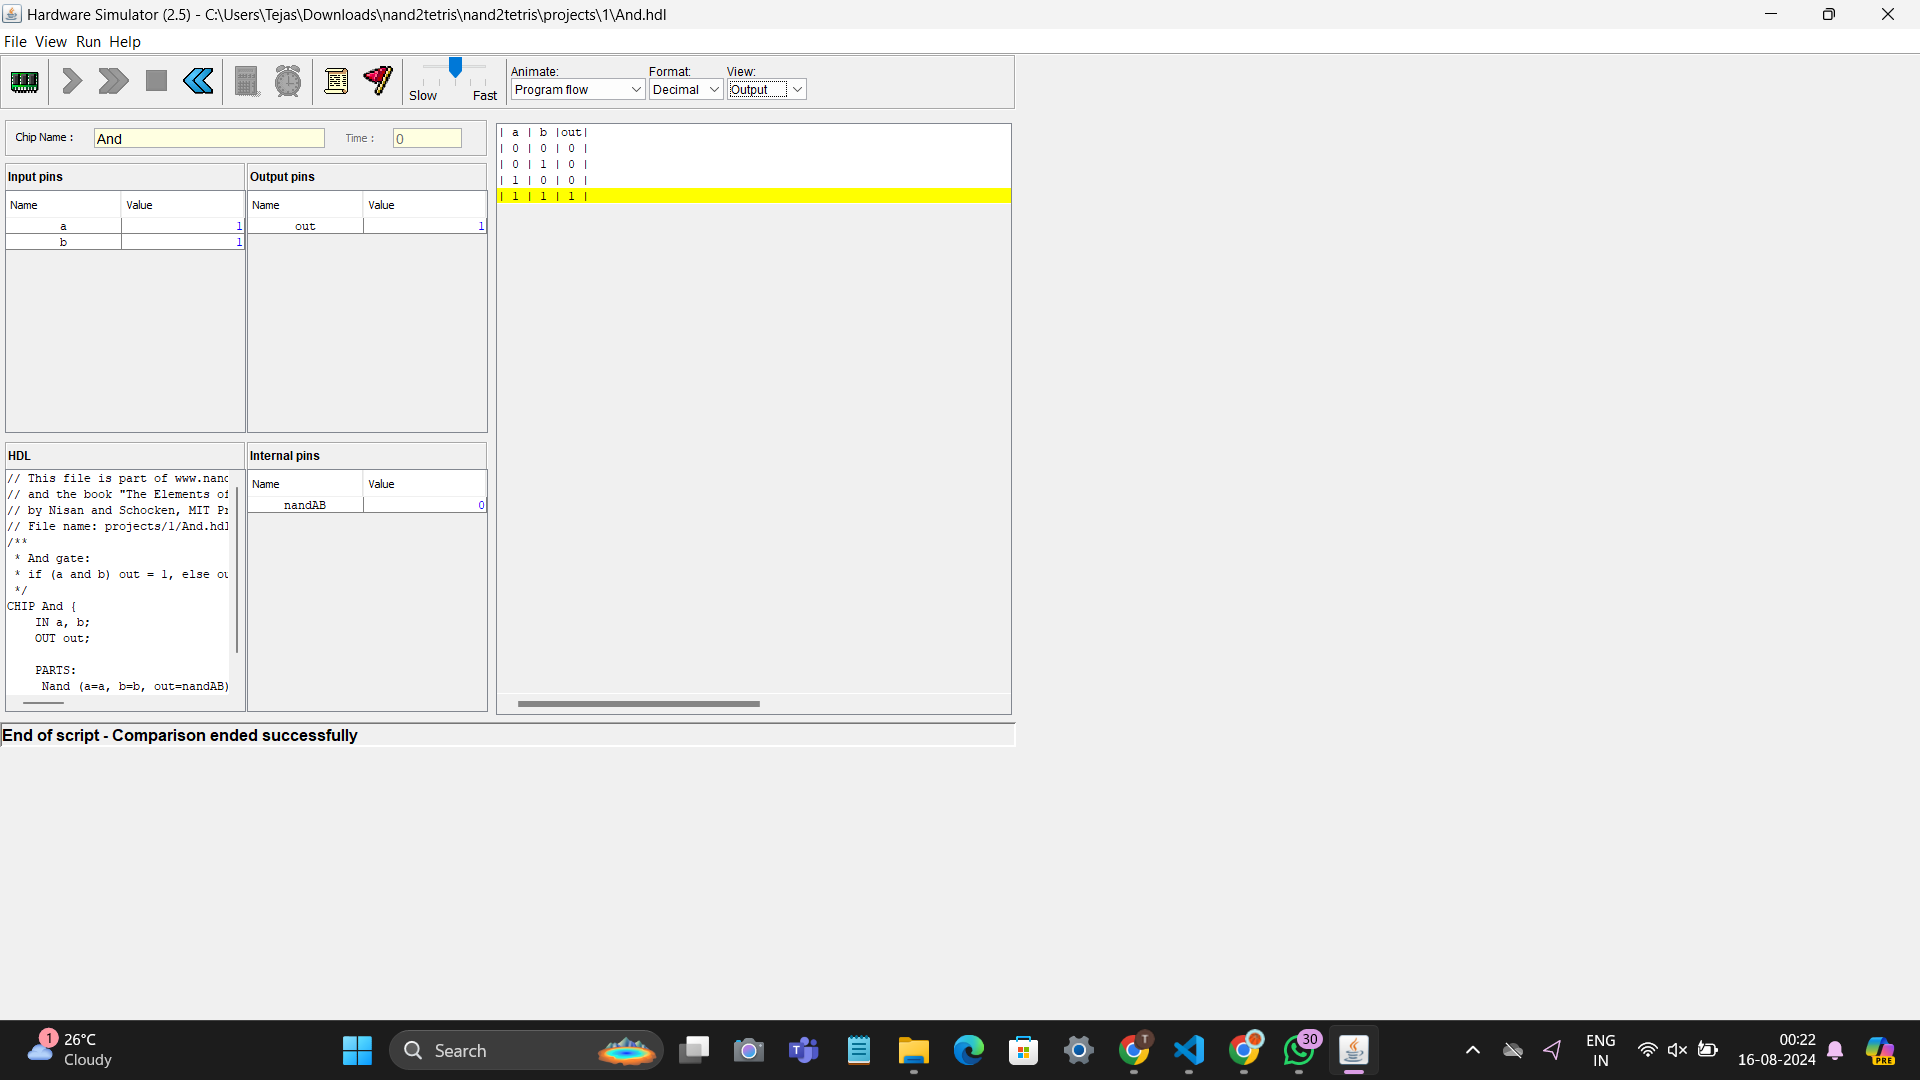 Hardware Simulator (2.5) - C:\Users\Tejas\Downloads\nand2tetris\nand2tetris\projects\1\And.hdl
File View Run Help
Slow Fast
Animate: Format: View:
Program flow Decimal Output
Chip Name : And Time : 0
Input pins
Name Value
a 1
b 1
Output pins
Name Value
out 1
| a | b |out|
| 0 | 0 | 0 |
| 0 | 1 | 0 |
| 1 | 0 | 0 |
| 1 | 1 | 1 |
HDL
// This file is part of www.nand
// and the book "The Elements of
// by Nisan and Schocken, MIT Pr
// File name: projects/1/And.hdl
/**
* And gate:
* if (a and b) out = 1, else ou
*/
CHIP And {
IN a, b;
OUT out;
PARTS:
Nand (a=a, b=b, out=nandAB)
Internal pins
Name Value
nandAB 0
End of script - Comparison ended successfully
1
26°C
Cloudy
Search
T
30
PRE
ENG
IN
00:22
16-08-2024